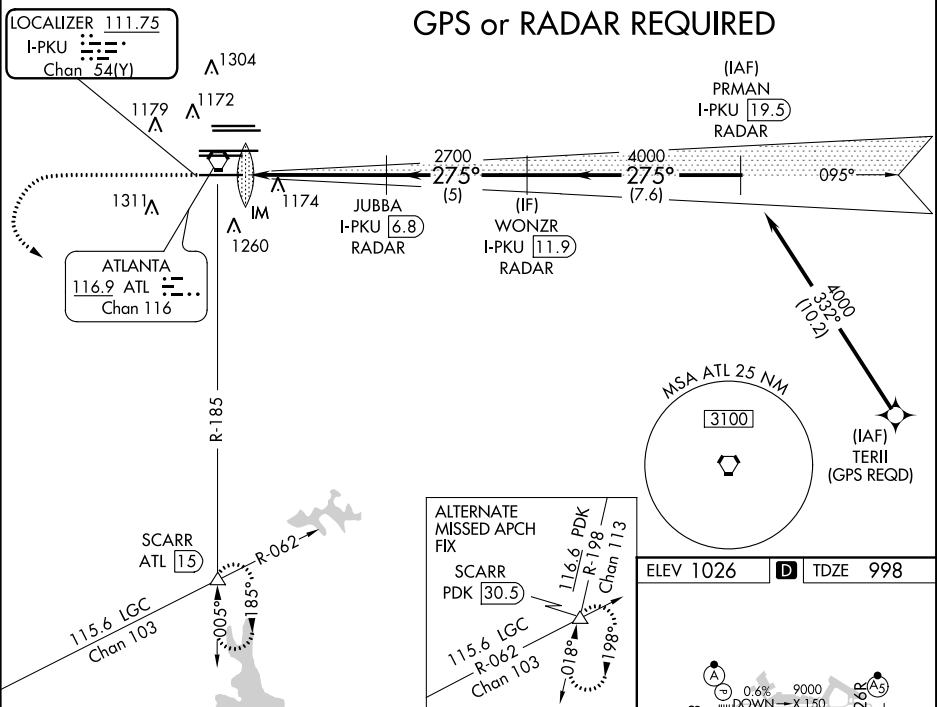 GPS or RADAR REQUIRED
LOCALIZER 111.75
I-PKU
Chan 54(Y)
1304
1172
1179
1311
1174
1260
IM
(IAF)
PRMAN
I-PKU 19.5
RADAR
2700
275°
(5)
4000
275°
(7.6)
095°
JUBBA
I-PKU 6.8
RADAR
(IF)
WONZR
I-PKU 11.9
RADAR
ATLANTA
116.9 ATL
Chan 116
4000
332°
(10.2)
R-185
MSA ATL 25 NM
3100
(IAF)
TERII
(GPS REQD)
SCARR
ATL 15
R-062
115.6 LGC
Chan 103
005°
185°
ALTERNATE
MISSED APCH
FIX
SCARR
PDK 30.5
116.6 PDK
R-198
Chan 113
115.6 LGC
R-062
Chan 103
018°
198°
ELEV 1026
D
TDZE 998
A
P
0.6%
DOWN
9000
X 150
26R
A5